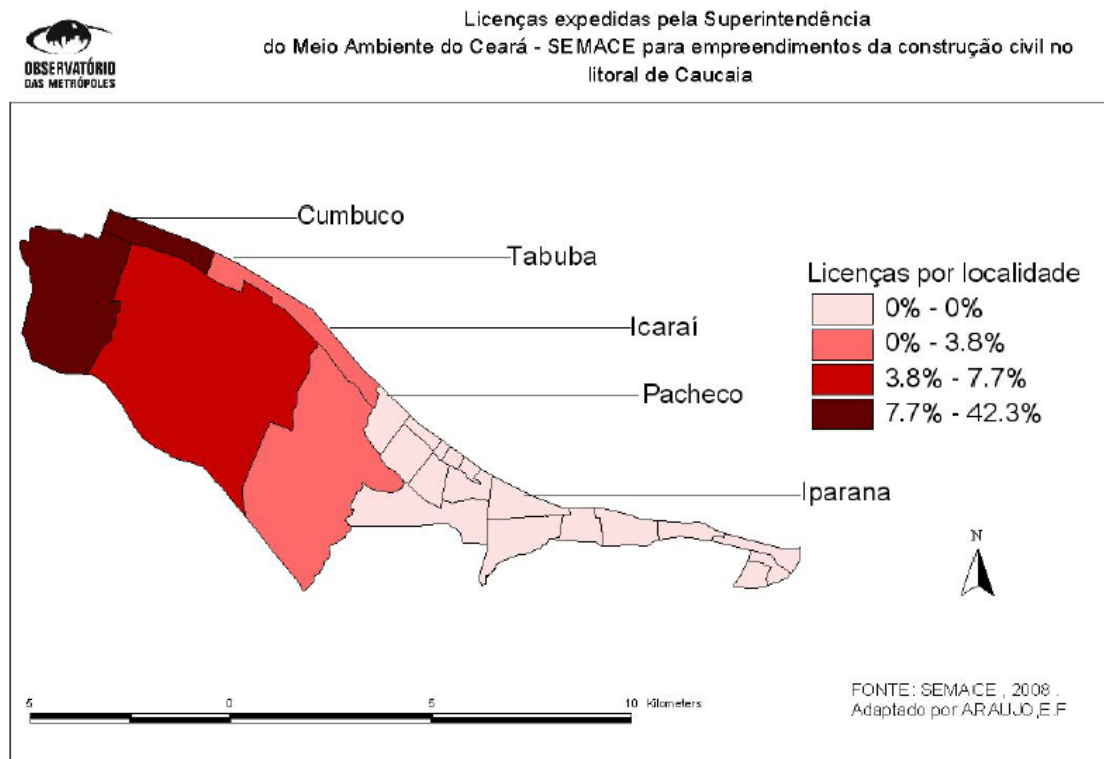 OBSERVATÓRIO
DAS METRÓPOLES
Licenças expedidas pela Superintendência
do Meio Ambiente do Ceará - SEMACE para empreendimentos da construção civil no
litoral de Caucaia
Cumbuco
Tabuba
Icaraí
Pacheco
Iparana
Licenças por localidade
0% - 0%
0% - 3.8%
3.8% - 7.7%
7.7% - 42.3%
N
5 0 5 10 Kilometers
FONTE: SEMACE , 2008 .
Adaptado por ARAUJO,E.F